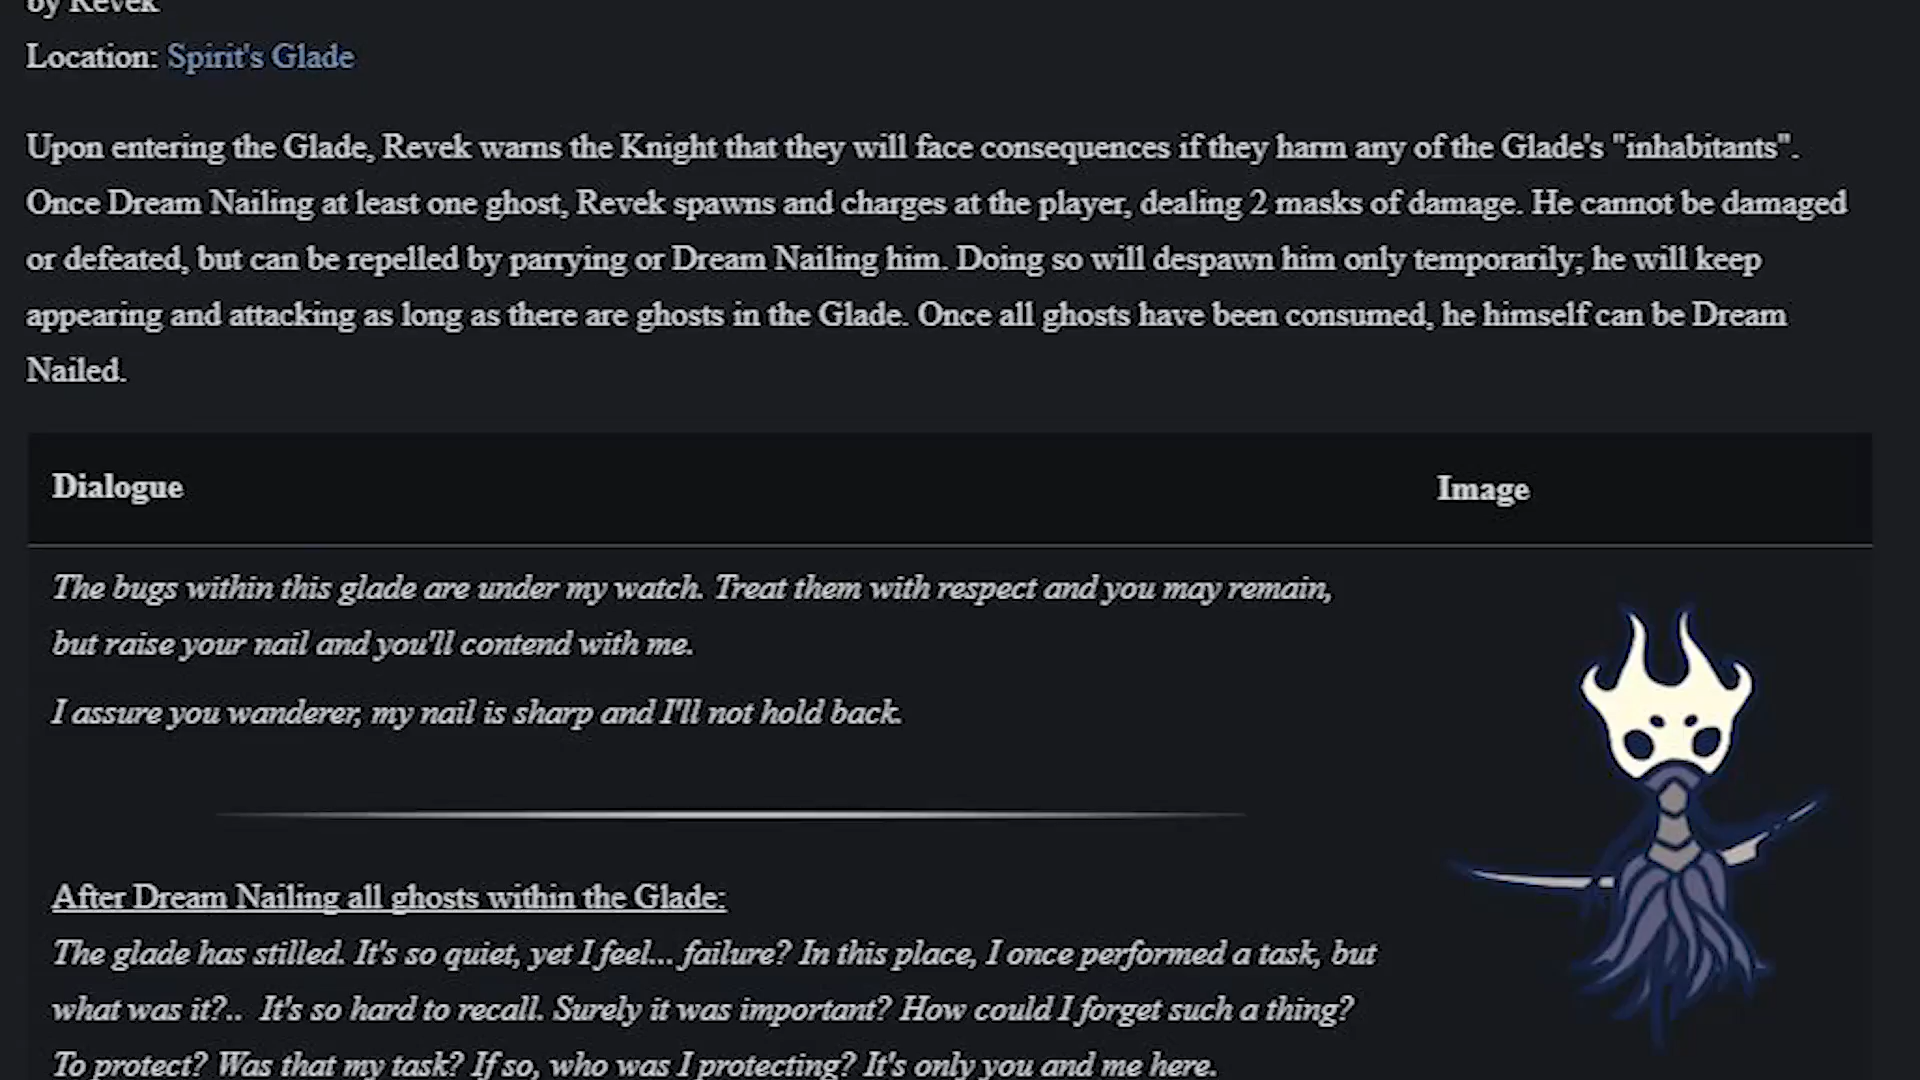 by Revek
Location: Spirit's Glade
Upon entering the Glade, Revek warns the Knight that they will face consequences if they harm any of the Glade's "inhabitants".
Once Dream Nailing at least one ghost, Revek spawns and charges at the player, dealing 2 masks of damage. He cannot be damaged
or defeated, but can be repelled by parrying or Dream Nailing him. Doing so will despawn him only temporarily; he will keep
appearing and attacking as long as there are ghosts in the Glade. Once all ghosts have been consumed, he himself can be Dream
Nailed.
Dialogue
Image
The bugs within this glade are under my watch. Treat them with respect and you may remain,
but raise your nail and you'll contend with me.
I assure you wanderer, my nail is sharp and I'll not hold back.
After Dream Nailing all ghosts within the Glade:
The glade has stilled. It's so quiet, yet I feel... failure? In this place, I once performed a task, but
what was it?.. It's so hard to recall. Surely it was important? How could I forget such a thing?
To protect? Was that my task? If so, who was I protecting? It's only you and me here.